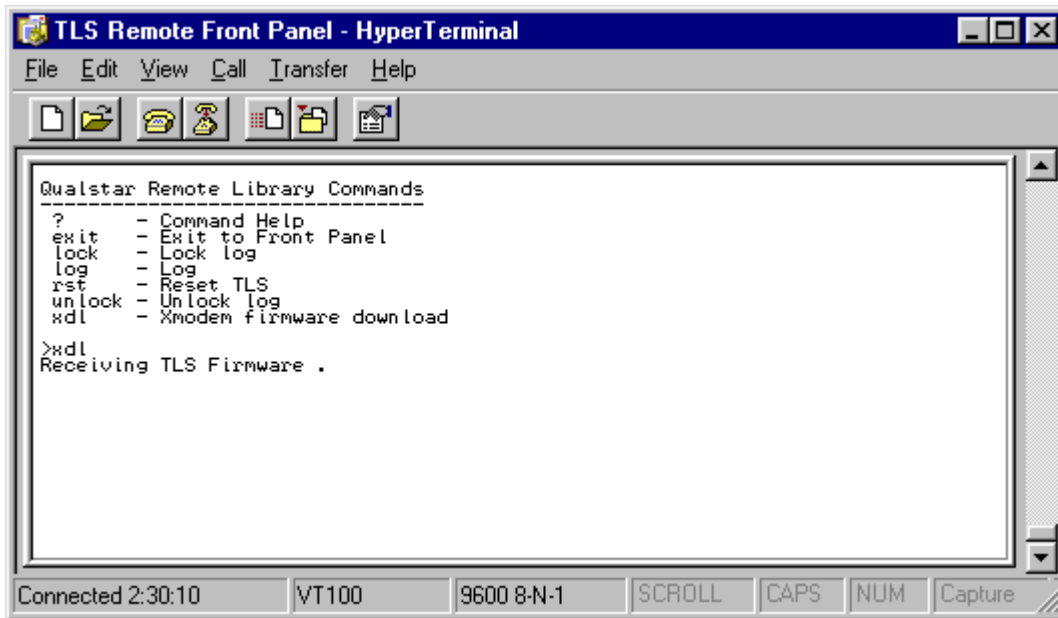 TLS Remote Front Panel - HyperTerminal
File Edit View Call Transfer Help
Qualstar Remote Library Commands
--------------------------------
? - Command Help
exit - Exit to Front Panel
lock - Lock log
log - Log
rst - Reset TLS
unlock - Unlock log
xdl - Xmodem firmware download
>xdl
Receiving TLS Firmware .
Connected 2:30:10 VT100 9600 8-N-1 SCROLL CAPS NUM Capture